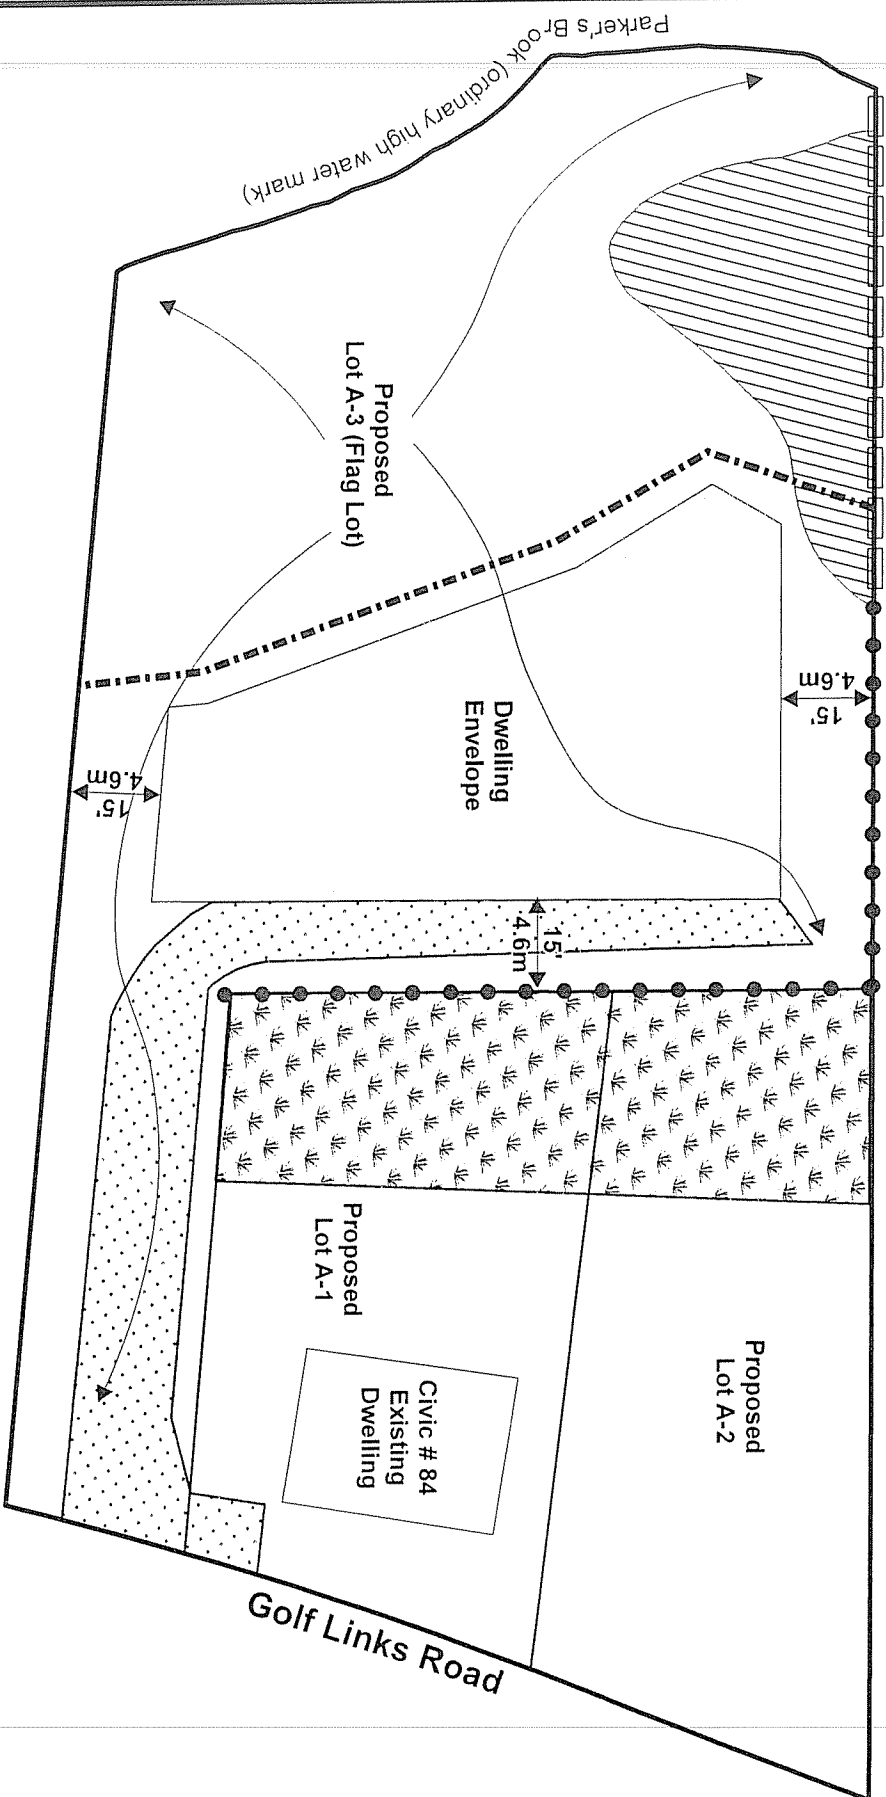 Parker's Brook (ordinary high water mark)
Proposed
Lot A-3 (Flag Lot)
15'
4.6m
Dwelling
Envelope
15'
4.6m
15'
4.6m
Proposed
Lot A-1
Proposed
Lot A-2
Civic # 84
Existing
Dwelling
Golf Links Road